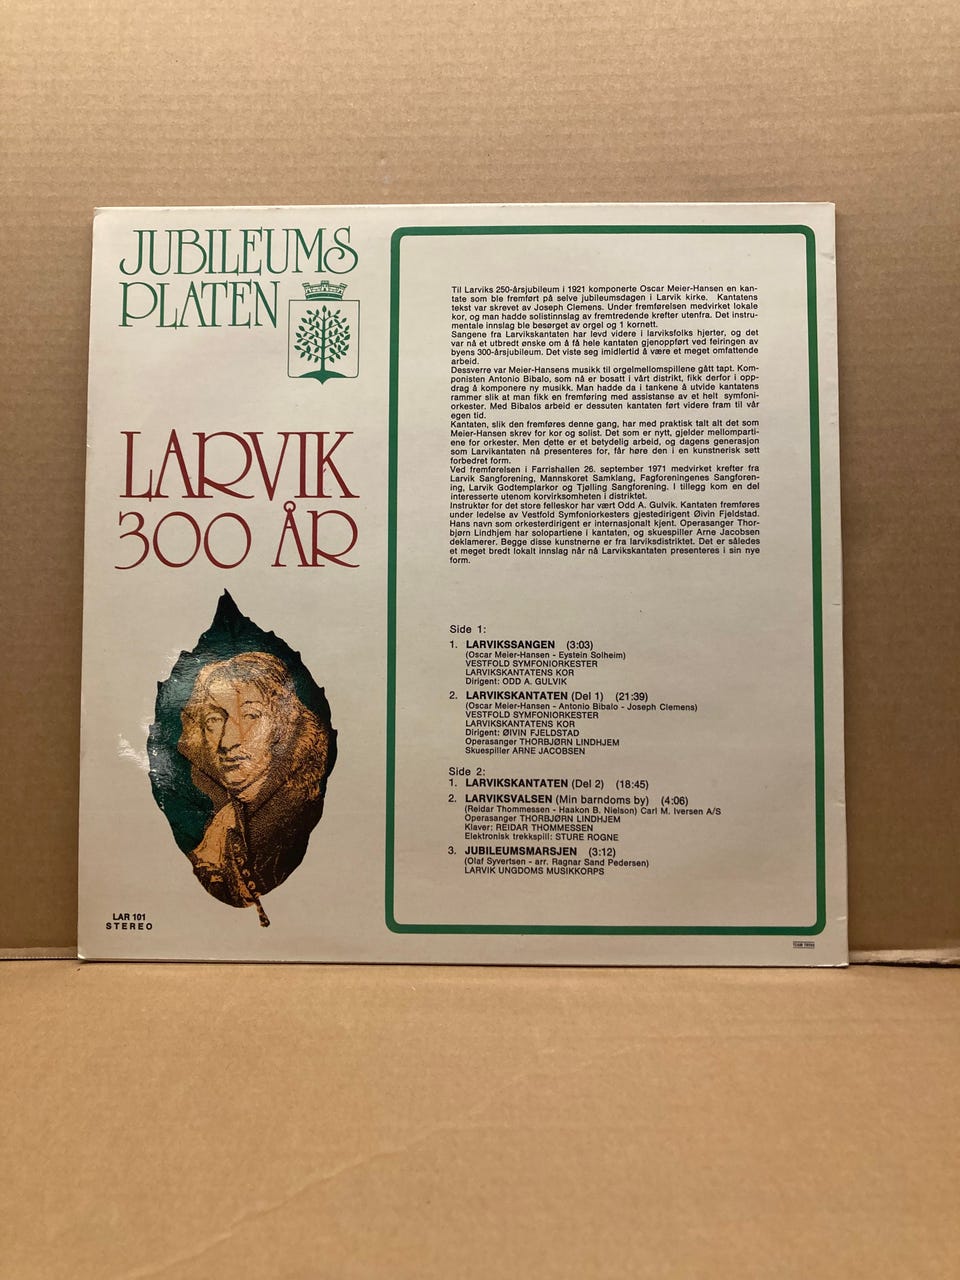 JUBILEUMS
PLATEN
LARVIK
300 ÅR
LAR 101
STEREO
Til Larviks 250-årsjubileum i 1921 komponerte Oscar Meier-Hansen en kan-
tate som ble fremført på selve jubileumsdagen i Larvik kirke. Kantatens
tekst var skrevet av Joseph Clemens. Under fremførelsen medvirket lokale
kor, og man hadde solistinnslag av fremtredende krefter utenfra. Det instru-
mentale innslag ble besørget av orgel og 1 kornett.
Sangene fra Larvikskantaten har levd videre i larviksfolks hjerter, og det
var nå et utbredt ønske om å få hele kantaten gjenoppført ved feiringen av
byens 300-årsjubileum. Det viste seg imidlertid å være et meget omfattende
arbeid.
Dessverre var Meier-Hansens musikk til orgelmellomspillene gått tapt. Kom-
ponisten Antonio Bibalo, som nå er bosatt i vårt distrikt, fikk derfor i opp-
drag å komponere ny musikk. Man hadde da i tankene å utvide kantatens
rammer slik at man fikk en fremføring med assistanse av et helt symfoni-
orkester. Med Bibalos arbeid er dessuten kantaten ført videre fram til vår
egen tid.
Kantaten, slik den fremføres denne gang, har med praktisk talt alt det som
Meier-Hansen skrev for kor og solist. Det som er nytt, gjelder mellomparti-
ene for orkester. Men dette er et betydelig arbeid, og dagens generasjon
som Larvikantaten nå presenteres for, får høre den i en kunstnerisk sett
forbedret form.
Ved fremførelsen i Farrishallen 26. september 1971 medvirket krefter fra
Larvik Sangforening, Mannskoret Samklang, Fagforeningenes Sangforen-
ing, Larvik Godtemplarkor og Tjølling Sangforening. I tillegg kom en del
interesserte utenom korvirksomheten i distriktet.
Instruktør for det store felleskor har vært Odd A. Gulvik. Kantaten fremføres
under ledelse av Vestfold Symfoniorkesters gjestedirigent Øivin Fjeldstad.
Hans navn som orkesterdirigent er internasjonalt kjent. Operasanger Thor-
bjørn Lindhjem har solopartiene i kantaten, og skuespiller Arne Jacobsen
deklamerer. Begge disse kunstnerne er fra larviksdistriktet. Det er således
et meget bredt lokalt innslag når nå Larvikskantaten presenteres i sin nye
form.
Side 1:
1. LARVIKSSANGEN (3:03)
(Oscar Meier-Hansen - Eystein Solheim)
VESTFOLD SYMFONIORKESTER
LARVIKSKANTATENS KOR
Dirigent: ODD A. GULVIK
2. LARVIKSKANTATEN (Del 1) (21:39)
(Oscar Meier-Hansen - Antonio Bibalo - Joseph Clemens)
VESTFOLD SYMFONIORKESTER
LARVIKSKANTATENS KOR
Dirigent: ØIVIN FJELDSTAD
Operasanger THORBJØRN LINDHJEM
Skuespiller ARNE JACOBSEN
Side 2:
1. LARVIKSKANTATEN (Del 2) (18:45)
2. LARVIKSVALSEN (Min barndoms by) (4:06)
(Reidar Thommessen - Haakon B. Nielson) Carl M. Iversen A/S
Operasanger THORBJØRN LINDHJEM
Klaver: REIDAR THOMMESSEN
Elektronisk trekkspill: STURE ROGNE
3. JUBILEUMSMARSJEN (3:12)
(Olaf Syvertsen - arr. Ragnar Sand Pedersen)
LARVIK UNGDOMS MUSIKKORPS